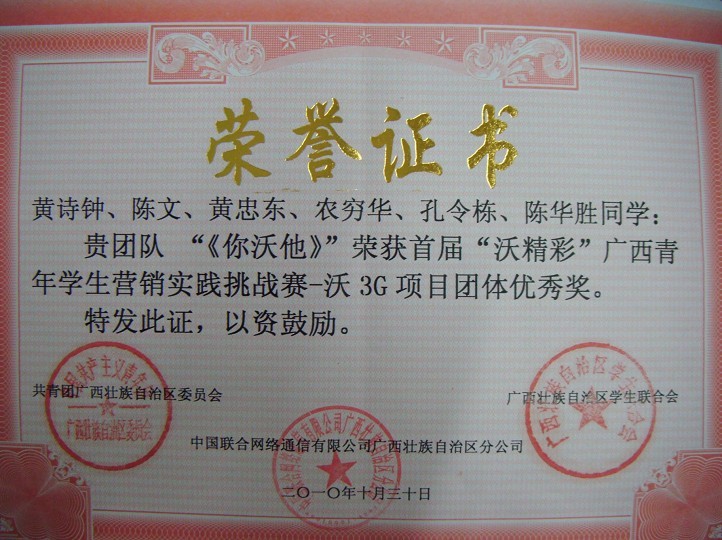 荣誉证书
黄诗钟、陈文、黄忠东、农穷华、孔令栋、陈华胜同学：
贵团队 “《你沃他》”荣获首届“沃精彩”广西青
年学生营销实践挑战赆-沃 3G 项目团体优秀奖。
特发此证，以资鼓励。
共青团广西壮族自治区委员会
广西壮族自治区学生联合会
中国联合网络通信有限公司广西壮族自治区分公司
二〇一〇年十月三十日